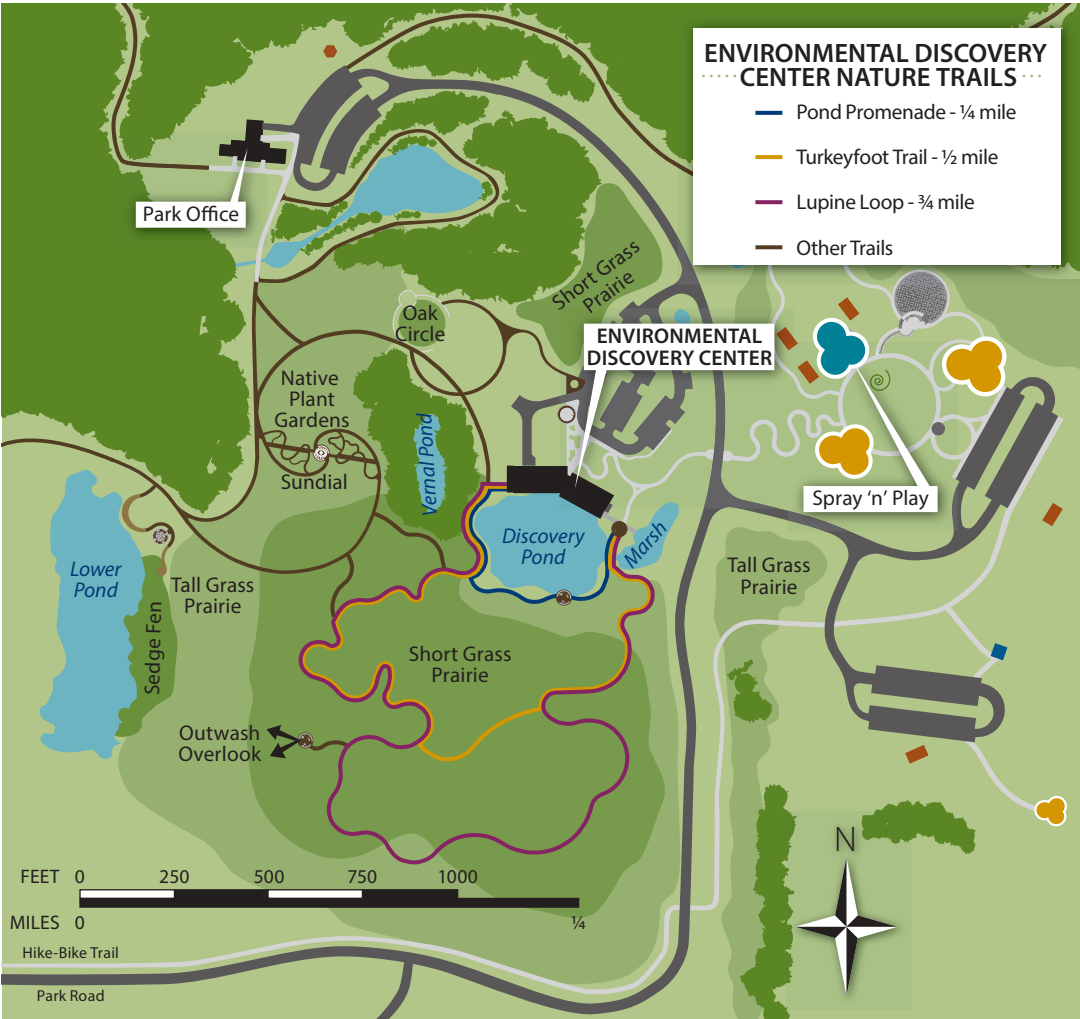 ENVIRONMENTAL DISCOVERY
CENTER NATURE TRAILS
Pond Promenade - ¼ mile
Turkeyfoot Trail - ½ mile
Lupine Loop - ¾ mile
Other Trails
Park Office
Short Grass
Prairie
Oak
Circle
ENVIRONMENTAL
DISCOVERY CENTER
Native
Plant
Gardens
Sundial
Vernal Pond
Spray ‘n’ Play
Discovery
Pond
Marsh
Lower
Pond
Tall Grass
Prairie
Sedge Fen
Tall Grass
Prairie
Short Grass
Prairie
Outwash
Overlook
N
FEET 0 250 500 750 1000
MILES 0 ¼
Hike-Bike Trail
Park Road